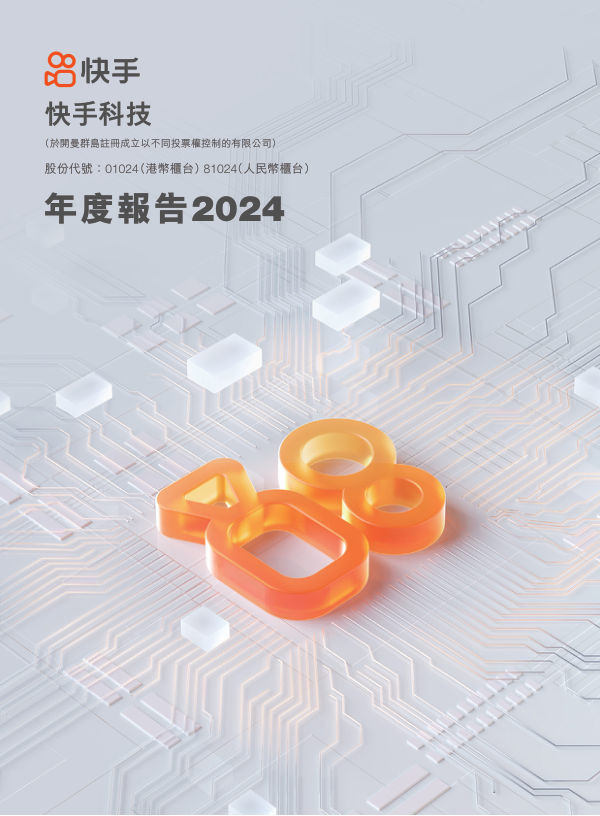 快手
快手科技
(於開曼群島註冊成立以不同投票權控制的有限公司)
股份代號：01024(港幣櫃台) 81024(人民幣櫃台)
年度報告2024